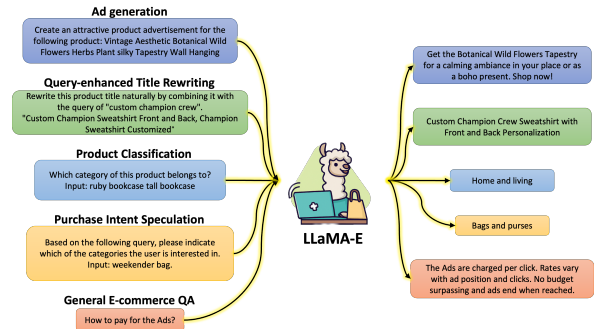 Ad generation
Create an attractive product advertisement for
the following product: Vintage Aesthetic Botanical Wild
Flowers Herbs Plant silky Tapestry Wall Hanging
Query-enhanced Title Rewriting
Rewrite this product title naturally by combining it with
the query of "custom champion crew".
"Custom Champion Sweatshirt Front and Back, Champion
Sweatshirt Customized"
Product Classification
Which category of this product belongs to?
Input: ruby bookcase tall bookcase
Purchase Intent Speculation
Based on the following query, please indicate
which of the categories the user is interested in.
Input: weekender bag.
General E-commerce QA
How to pay for the Ads?
LLaMA-E
Get the Botanical Wild Flowers Tapestry
for a calming ambiance in your place or as
a boho present. Shop now!
Custom Champion Crew Sweatshirt with
Front and Back Personalization
Home and living
Bags and purses
The Ads are charged per click. Rates vary
with ad position and clicks. No budget
surpassing and ads end when reached.